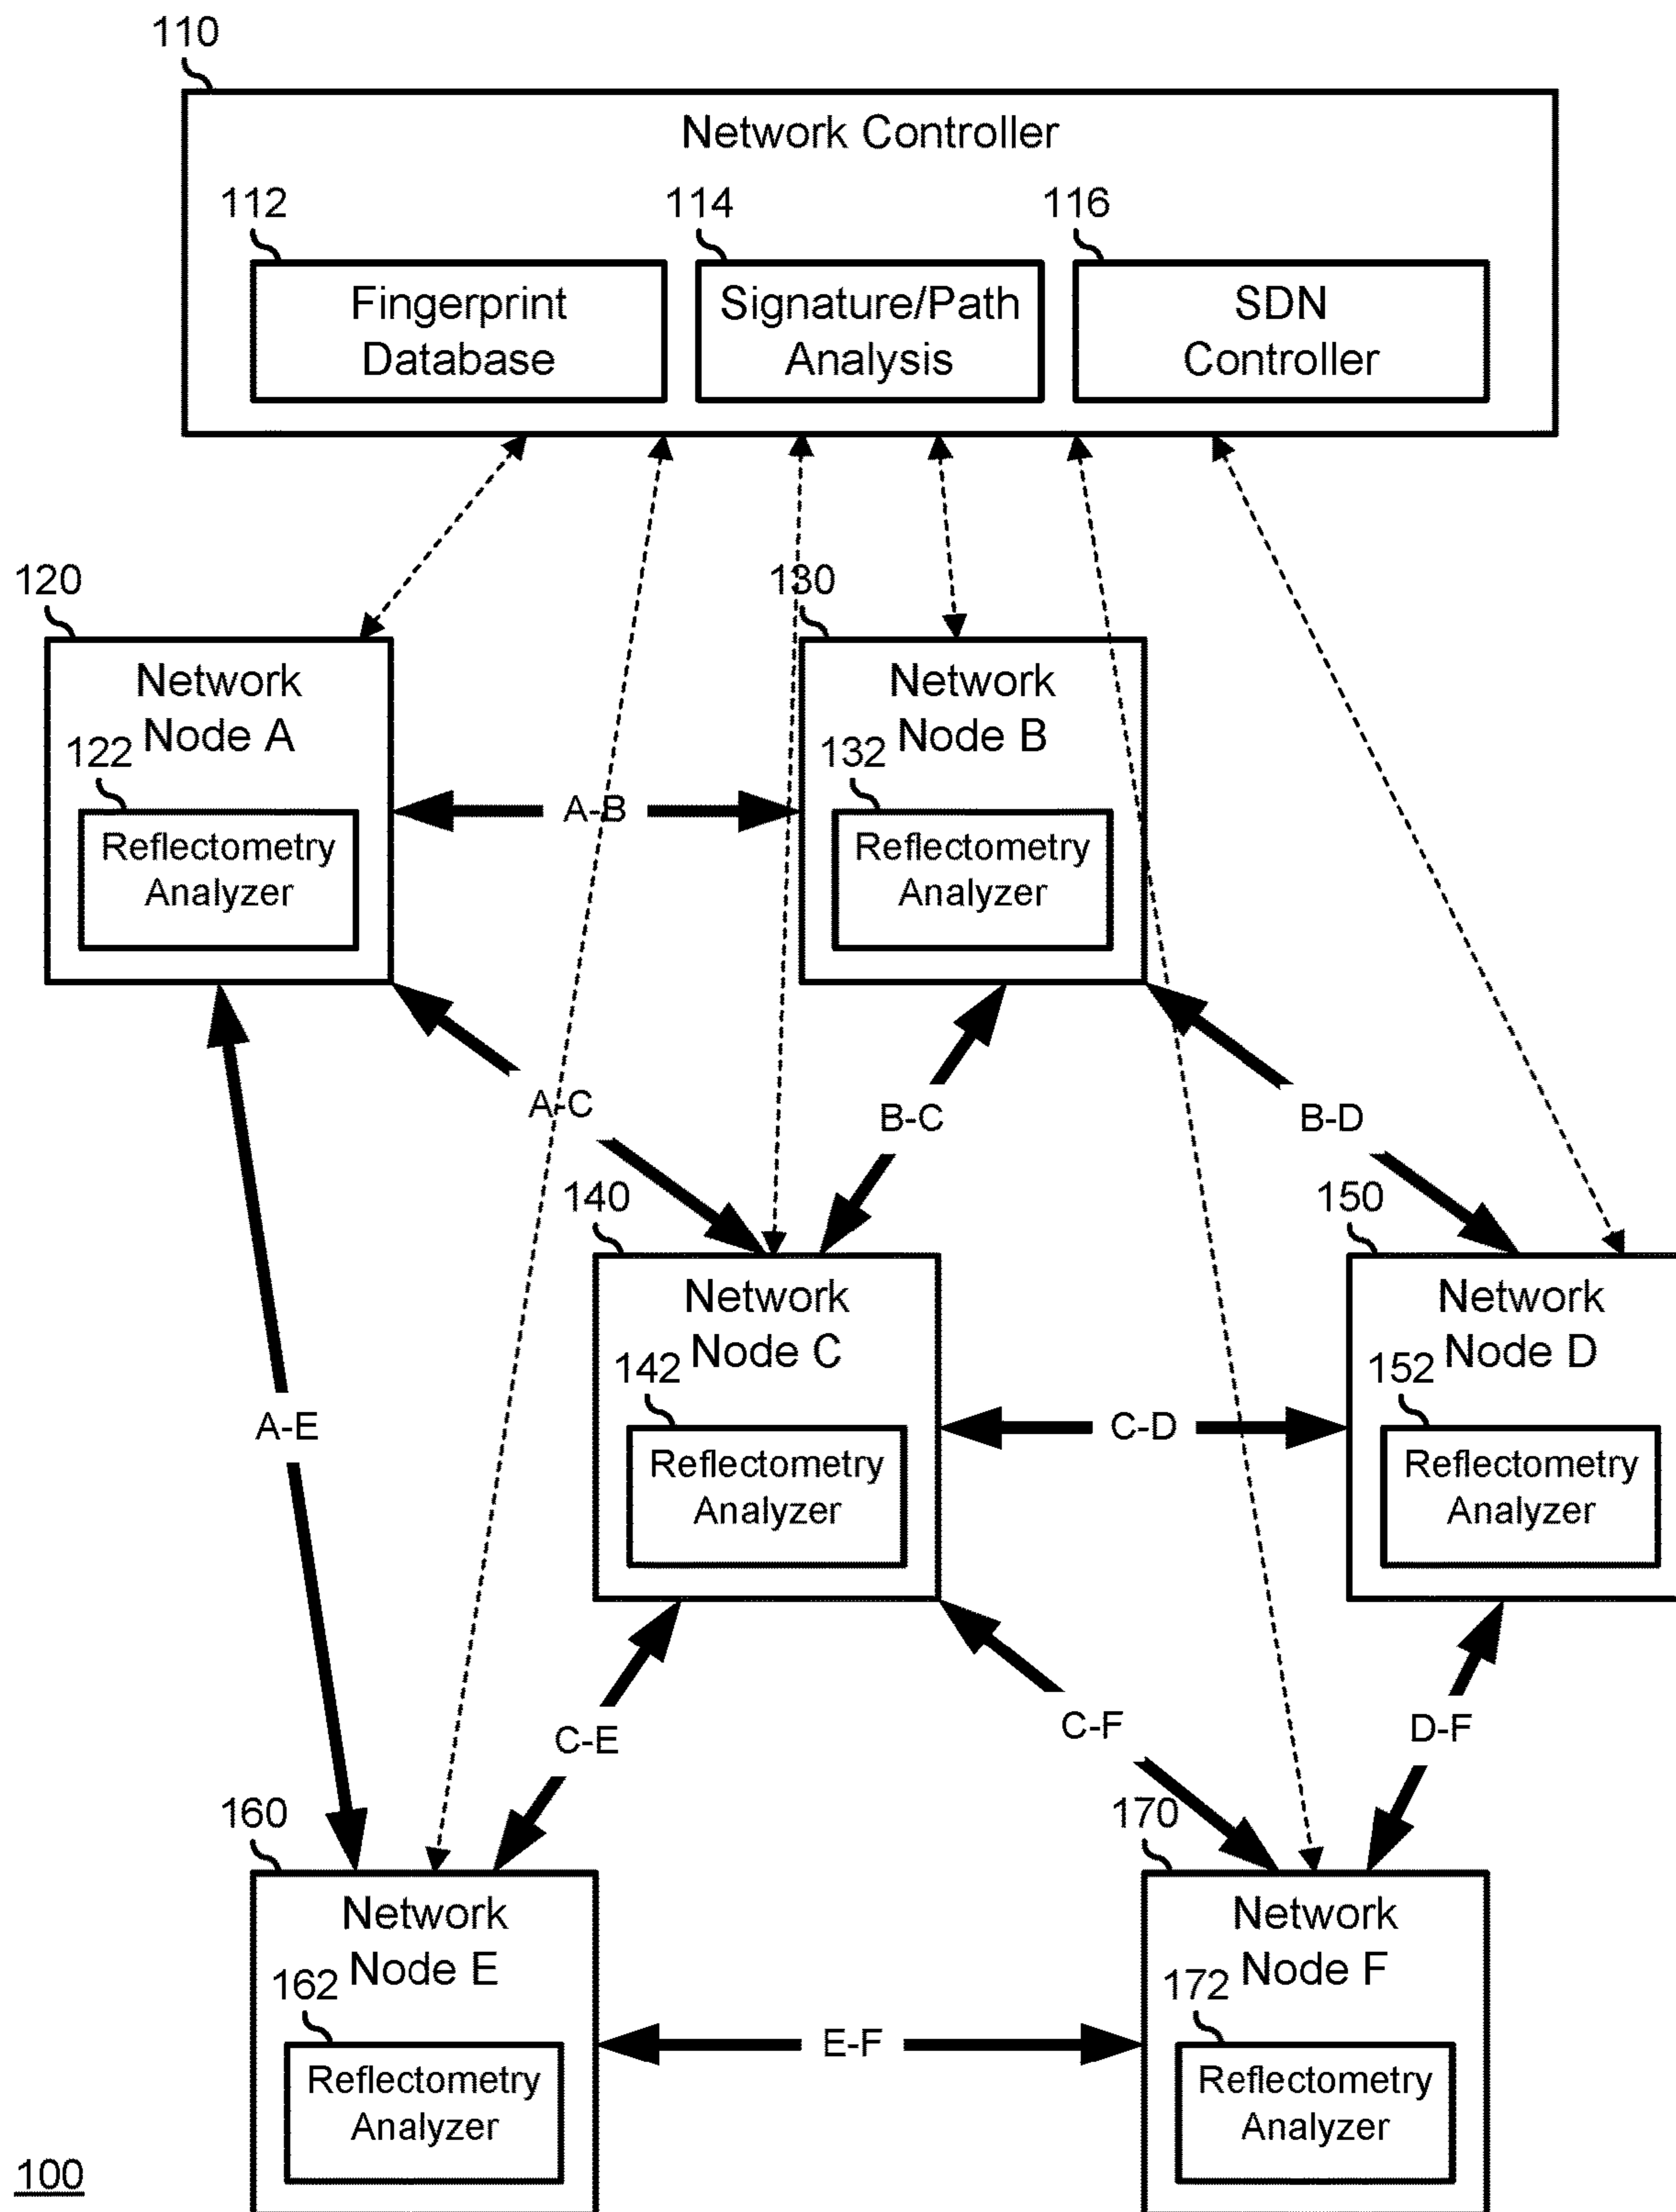 110
Network Controller
112
114
116
Fingerprint
Database
Signature/Path
Analysis
SDN
Controller
120
130
Network
Node A
122
Reflectometry
Analyzer
A-B
Network
Node B
132
Reflectometry
Analyzer
A-C
B-C
B-D
140
150
Network
Node C
142
Reflectometry
Analyzer
A-E
C-D
Network
Node D
152
Reflectometry
Analyzer
C-E
C-F
D-F
160
170
Network
Node E
162
Reflectometry
Analyzer
E-F
Network
Node F
172
Reflectometry
Analyzer
100